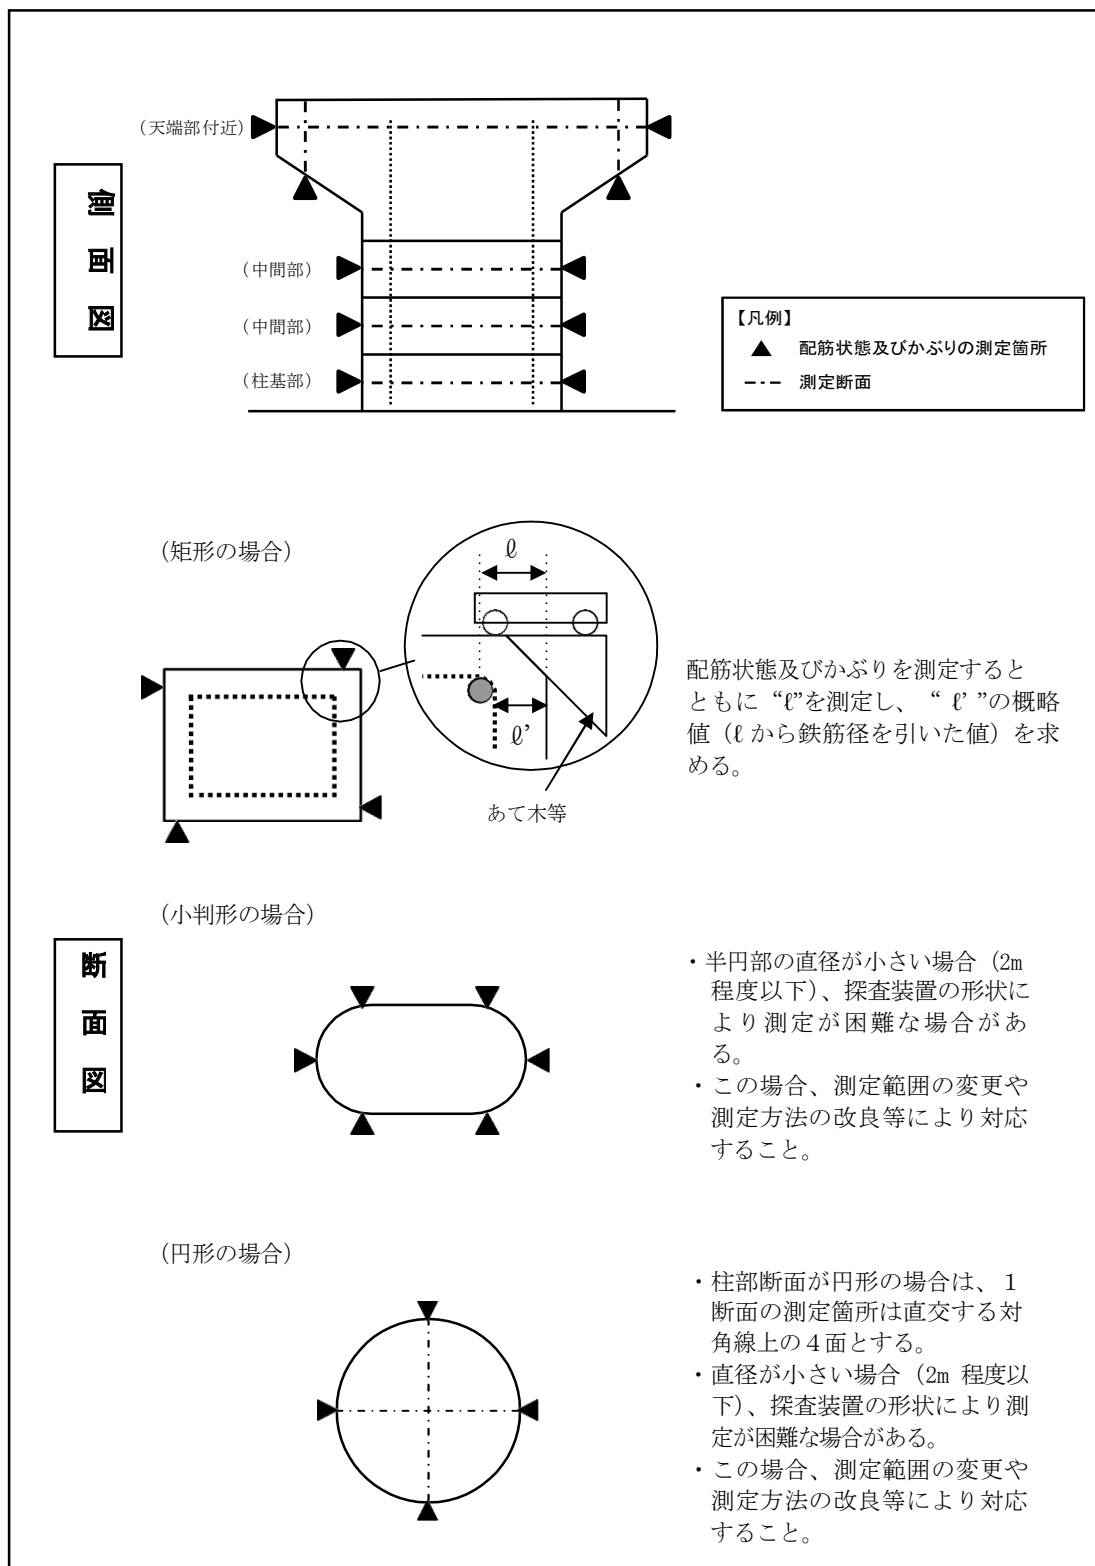 (天端部付近)
側面図
(中間部)
(中間部)
(柱基部)
【凡例】
▲ 配筋状態及びかぶりの測定箇所
測定断面
(矩形の場合)
ℓ
ℓ’
あて木等
配筋状態及びかぶりを測定すると
ともに “ℓ”を測定し、“ ℓ’ ”の概略
値(ℓ から鉄筋径を引いた値)を求
める。
(小判形の場合)
断面図
・半円部の直径が小さい場合(2m
程度以下)、探査装置の形状に
より測定が困難な場合があ
る。
・この場合、測定範囲の変更や
測定方法の改良等により対応
すること。
(円形の場合)
・柱部断面が円形の場合は、1
断面の測定箇所は直交する対
角線上の4面とする。
・直径が小さい場合(2m 程度以
下)、探査装置の形状により測
定が困難な場合がある。
・この場合、測定範囲の変更や
測定方法の改良等により対応
すること。